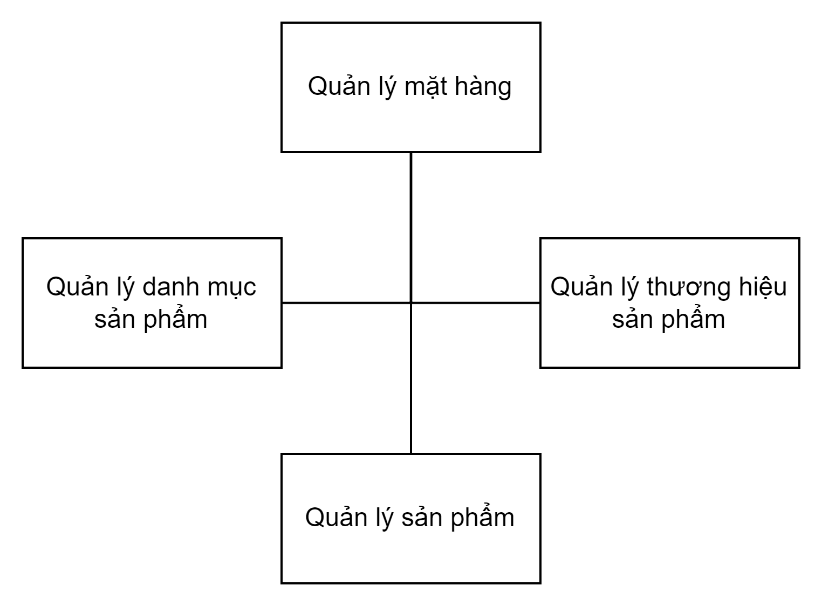 Quản lý mặt hàng
Quản lý danh mục
sản phẩm
Quản lý thương hiệu
sản phẩm
Quản lý sản phẩm